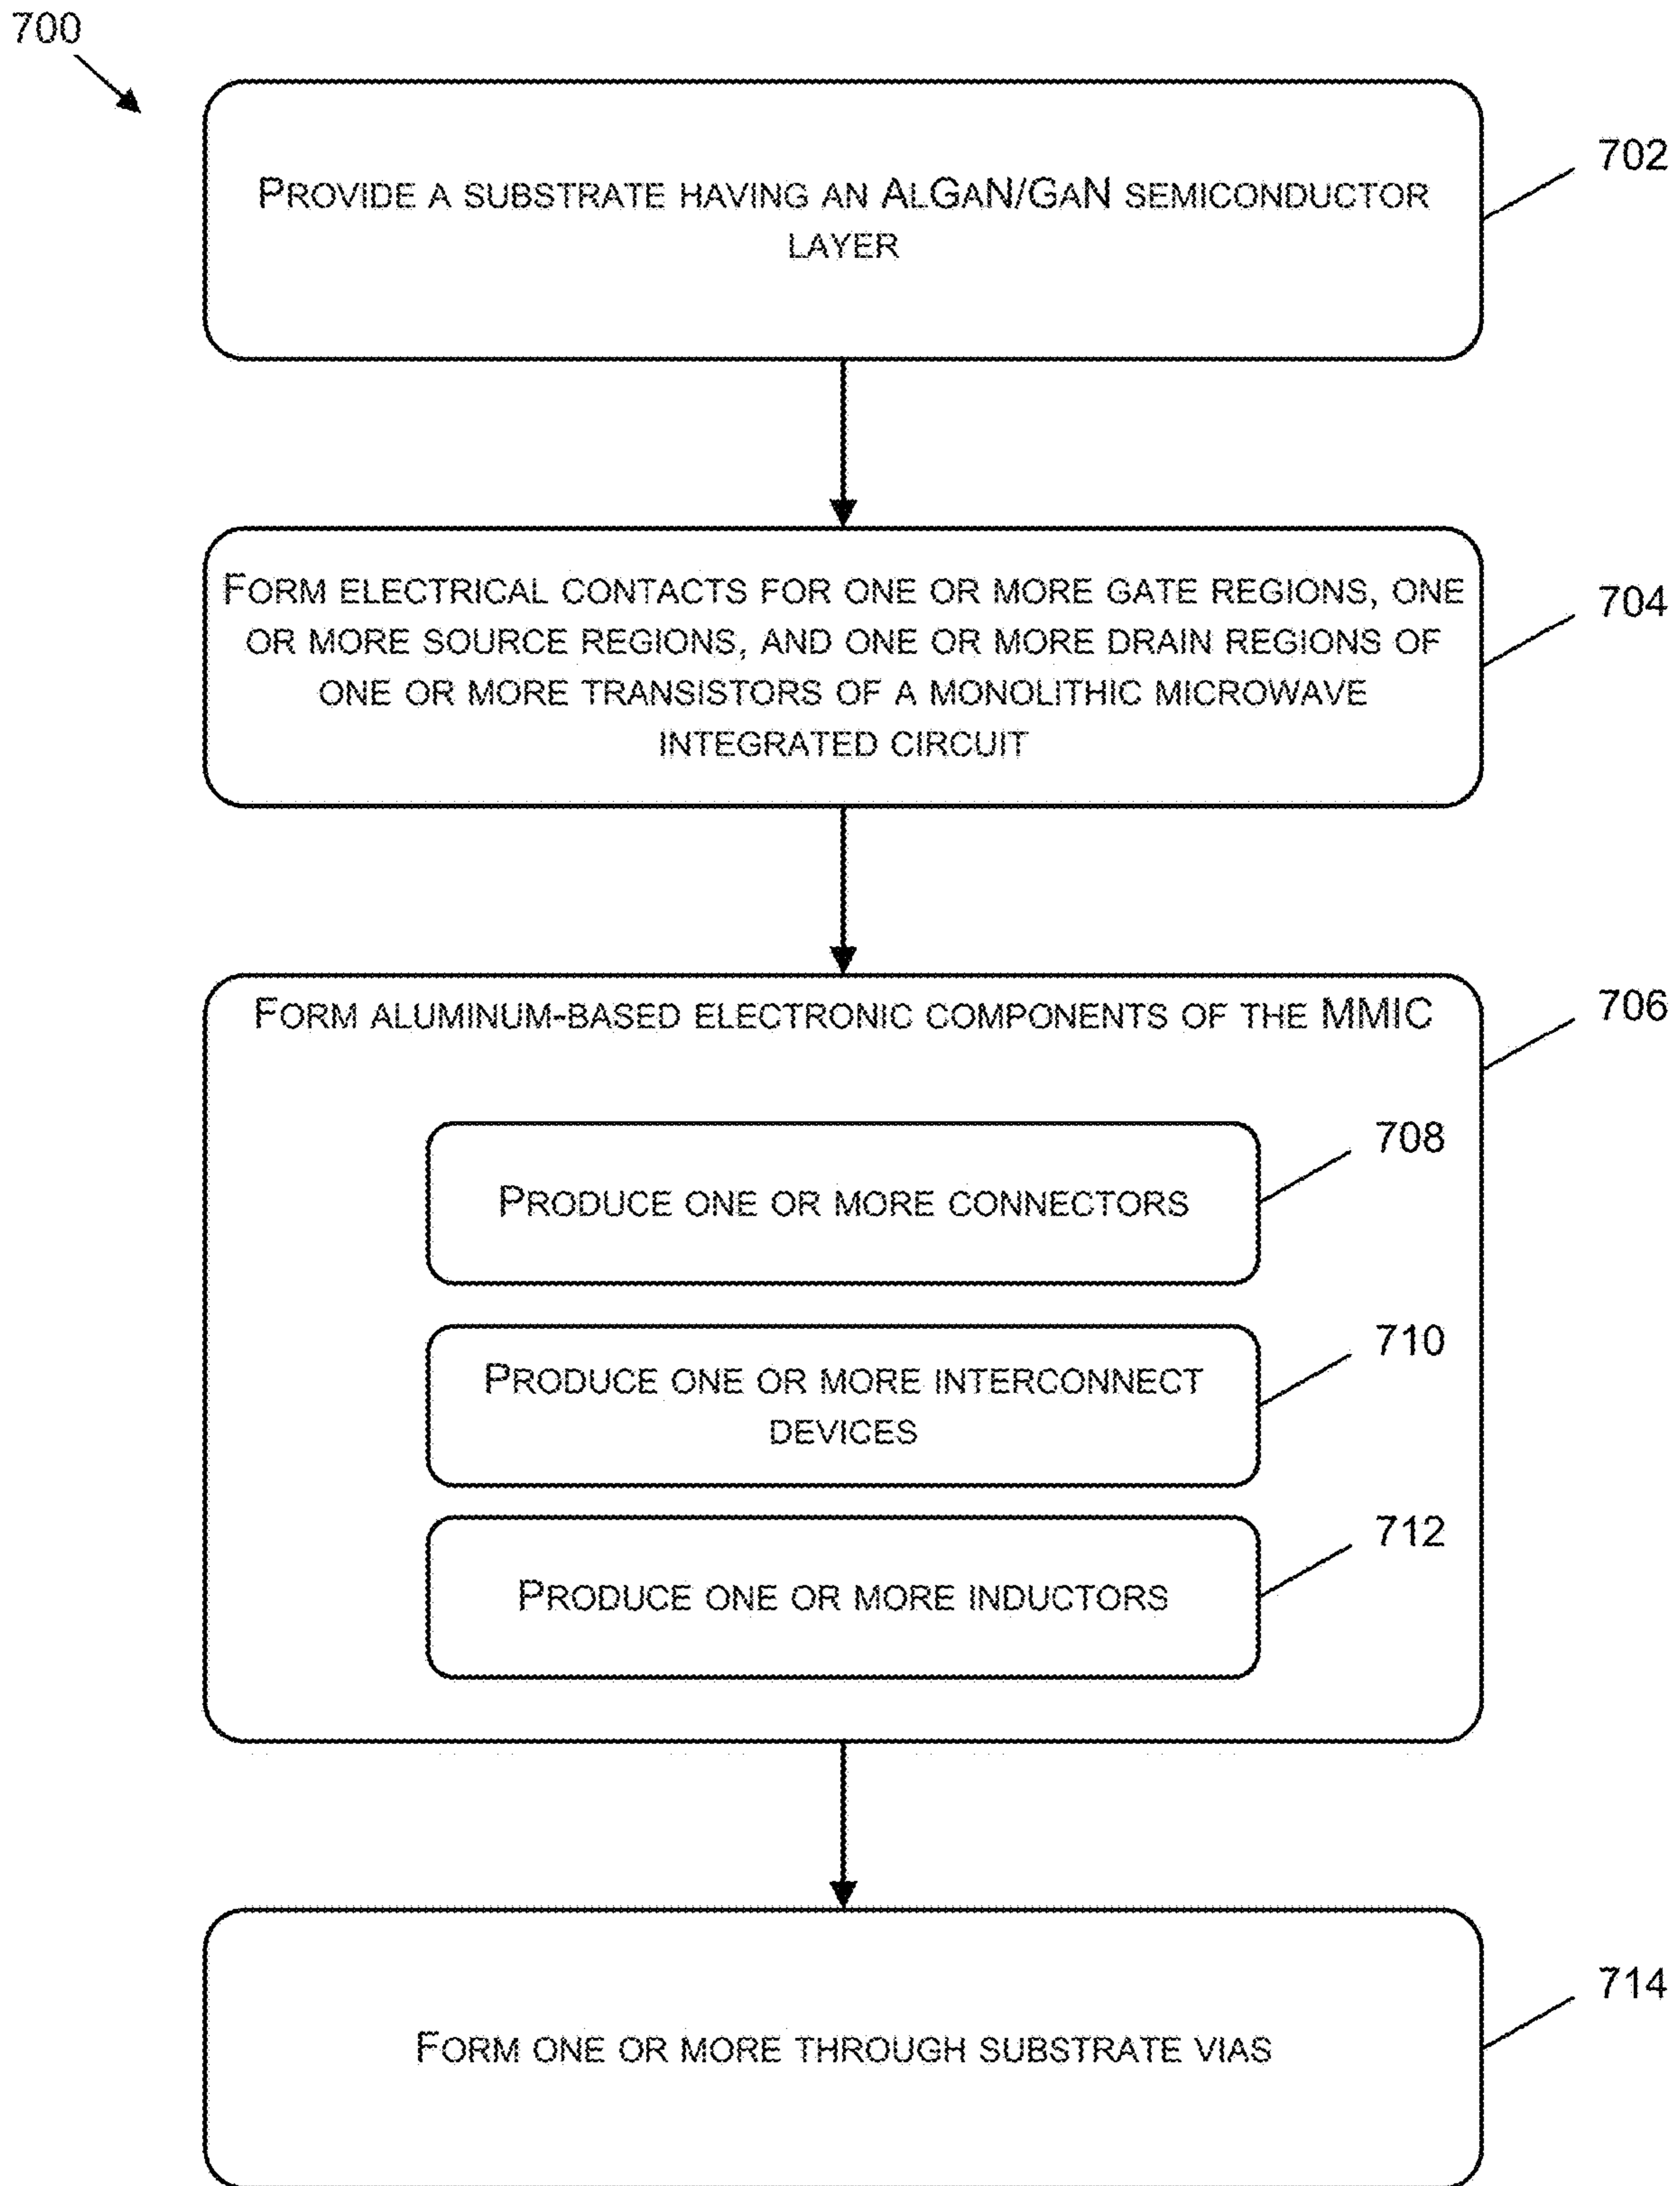 700
PROVIDE A SUBSTRATE HAVING AN ALGAN/GAN SEMICONDUCTOR
LAYER
702
FORM ELECTRICAL CONTACTS FOR ONE OR MORE GATE REGIONS, ONE
OR MORE SOURCE REGIONS, AND ONE OR MORE DRAIN REGIONS OF
ONE OR MORE TRANSISTORS OF A MONOLITHIC MICROWAVE
INTEGRATED CIRCUIT
704
FORM ALUMINUM-BASED ELECTRONIC COMPONENTS OF THE MMIC
706
PRODUCE ONE OR MORE CONNECTORS
708
PRODUCE ONE OR MORE INTERCONNECT
DEVICES
710
PRODUCE ONE OR MORE INDUCTORS
712
FORM ONE OR MORE THROUGH SUBSTRATE VIAS
714